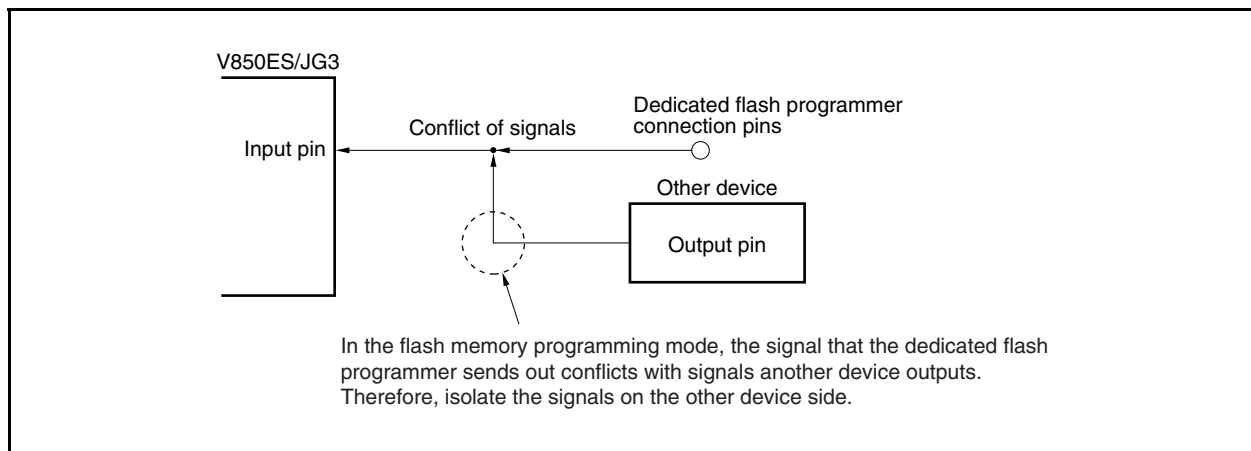 V850ES/JG3
Dedicated flash programmer
connection pins
Conflict of signals
Input pin
Other device
Output pin
In the flash memory programming mode, the signal that the dedicated flash
programmer sends out conflicts with signals another device outputs.
Therefore, isolate the signals on the other device side.